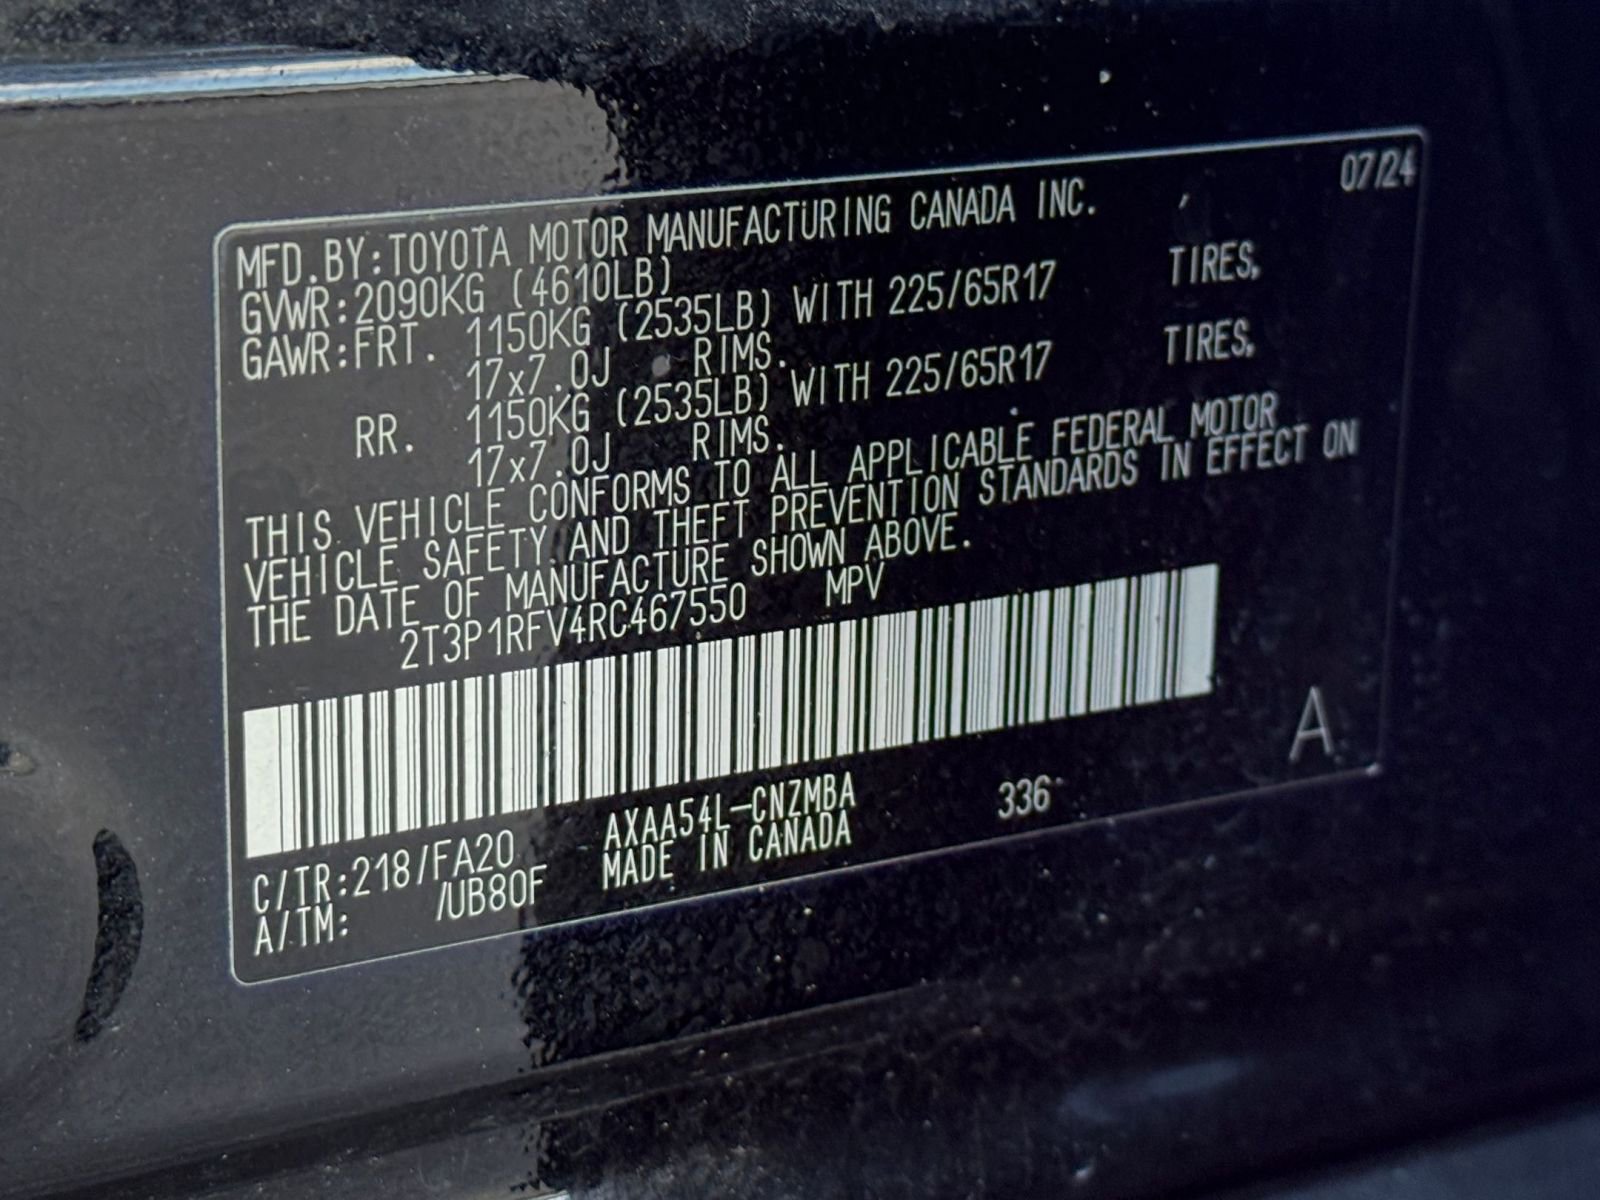 07/24
MFD.BY:TOYOTA MOTOR MANUFACTURING CANADA INC.
GVWR:2090KG (4610LB)
GAWR:FRT. 1150KG (2535LB) WITH 225/65R17 TIRES,
17x7.0J RIMS.
RR. 1150KG (2535LB) WITH 225/65R17 TIRES,
17x7.0J RIMS.
THIS VEHICLE CONFORMS TO ALL APPLICABLE FEDERAL MOTOR
VEHICLE SAFETY AND THEFT PREVENTION STANDARDS IN EFFECT ON
THE DATE OF MANUFACTURE SHOWN ABOVE.
2T3P1RFV4RC467550 MPV
C/TR:218/FA20 AXAA54L-CNZMBA 336 A
A/TM: /UB80F MADE IN CANADA